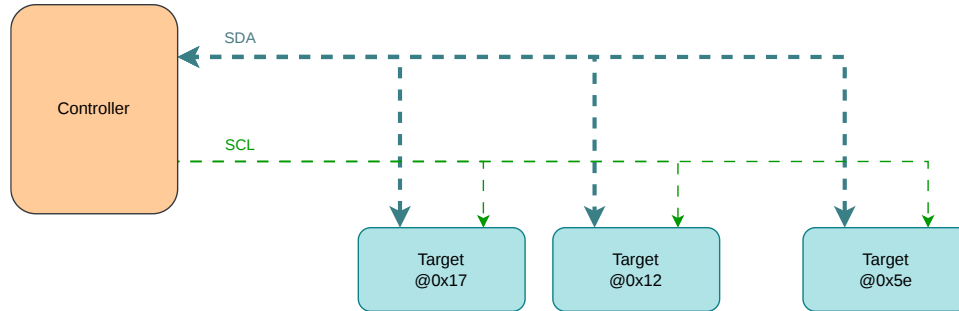 SDA
Controller
SCL
Target
@0x17
Target
@0x12
Target
@0x5e